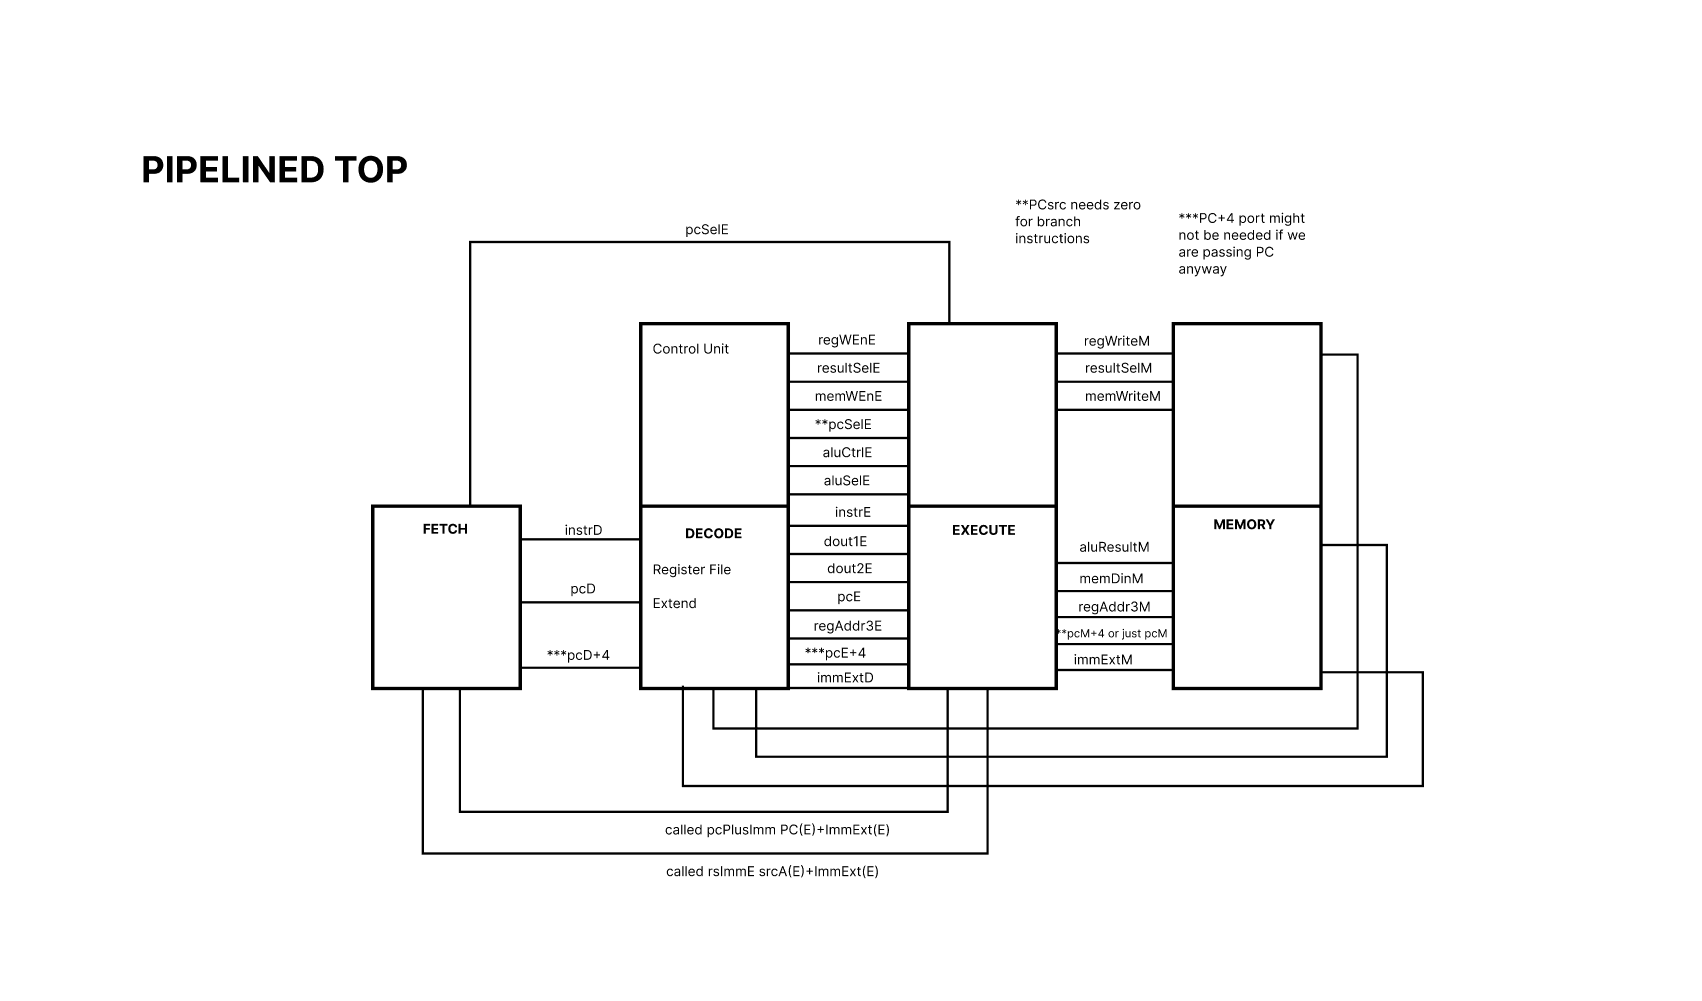 PIPELINED TOP
**PCsrc needs zero
for branch
instructions
***PC+4 port might
not be needed if we
are passing PC
anyway
pcSelE
Control Unit
regWEnE
resultSelE
memWEnE
**pcSelE
aluCtrlE
aluSelE
regWriteM
resultSelM
memWriteM
FETCH
instrD
pcD
***pcD+4
DECODE
Register File
Extend
instrE
dout1E
dout2E
pcE
regAddr3E
***pcE+4
immExtD
EXECUTE
aluResultM
memDinM
regAddr3M
**pcM+4 or just pcM
immExtM
MEMORY
called pcPlusImm PC(E)+ImmExt(E)
called rsImmE srcA(E)+ImmExt(E)